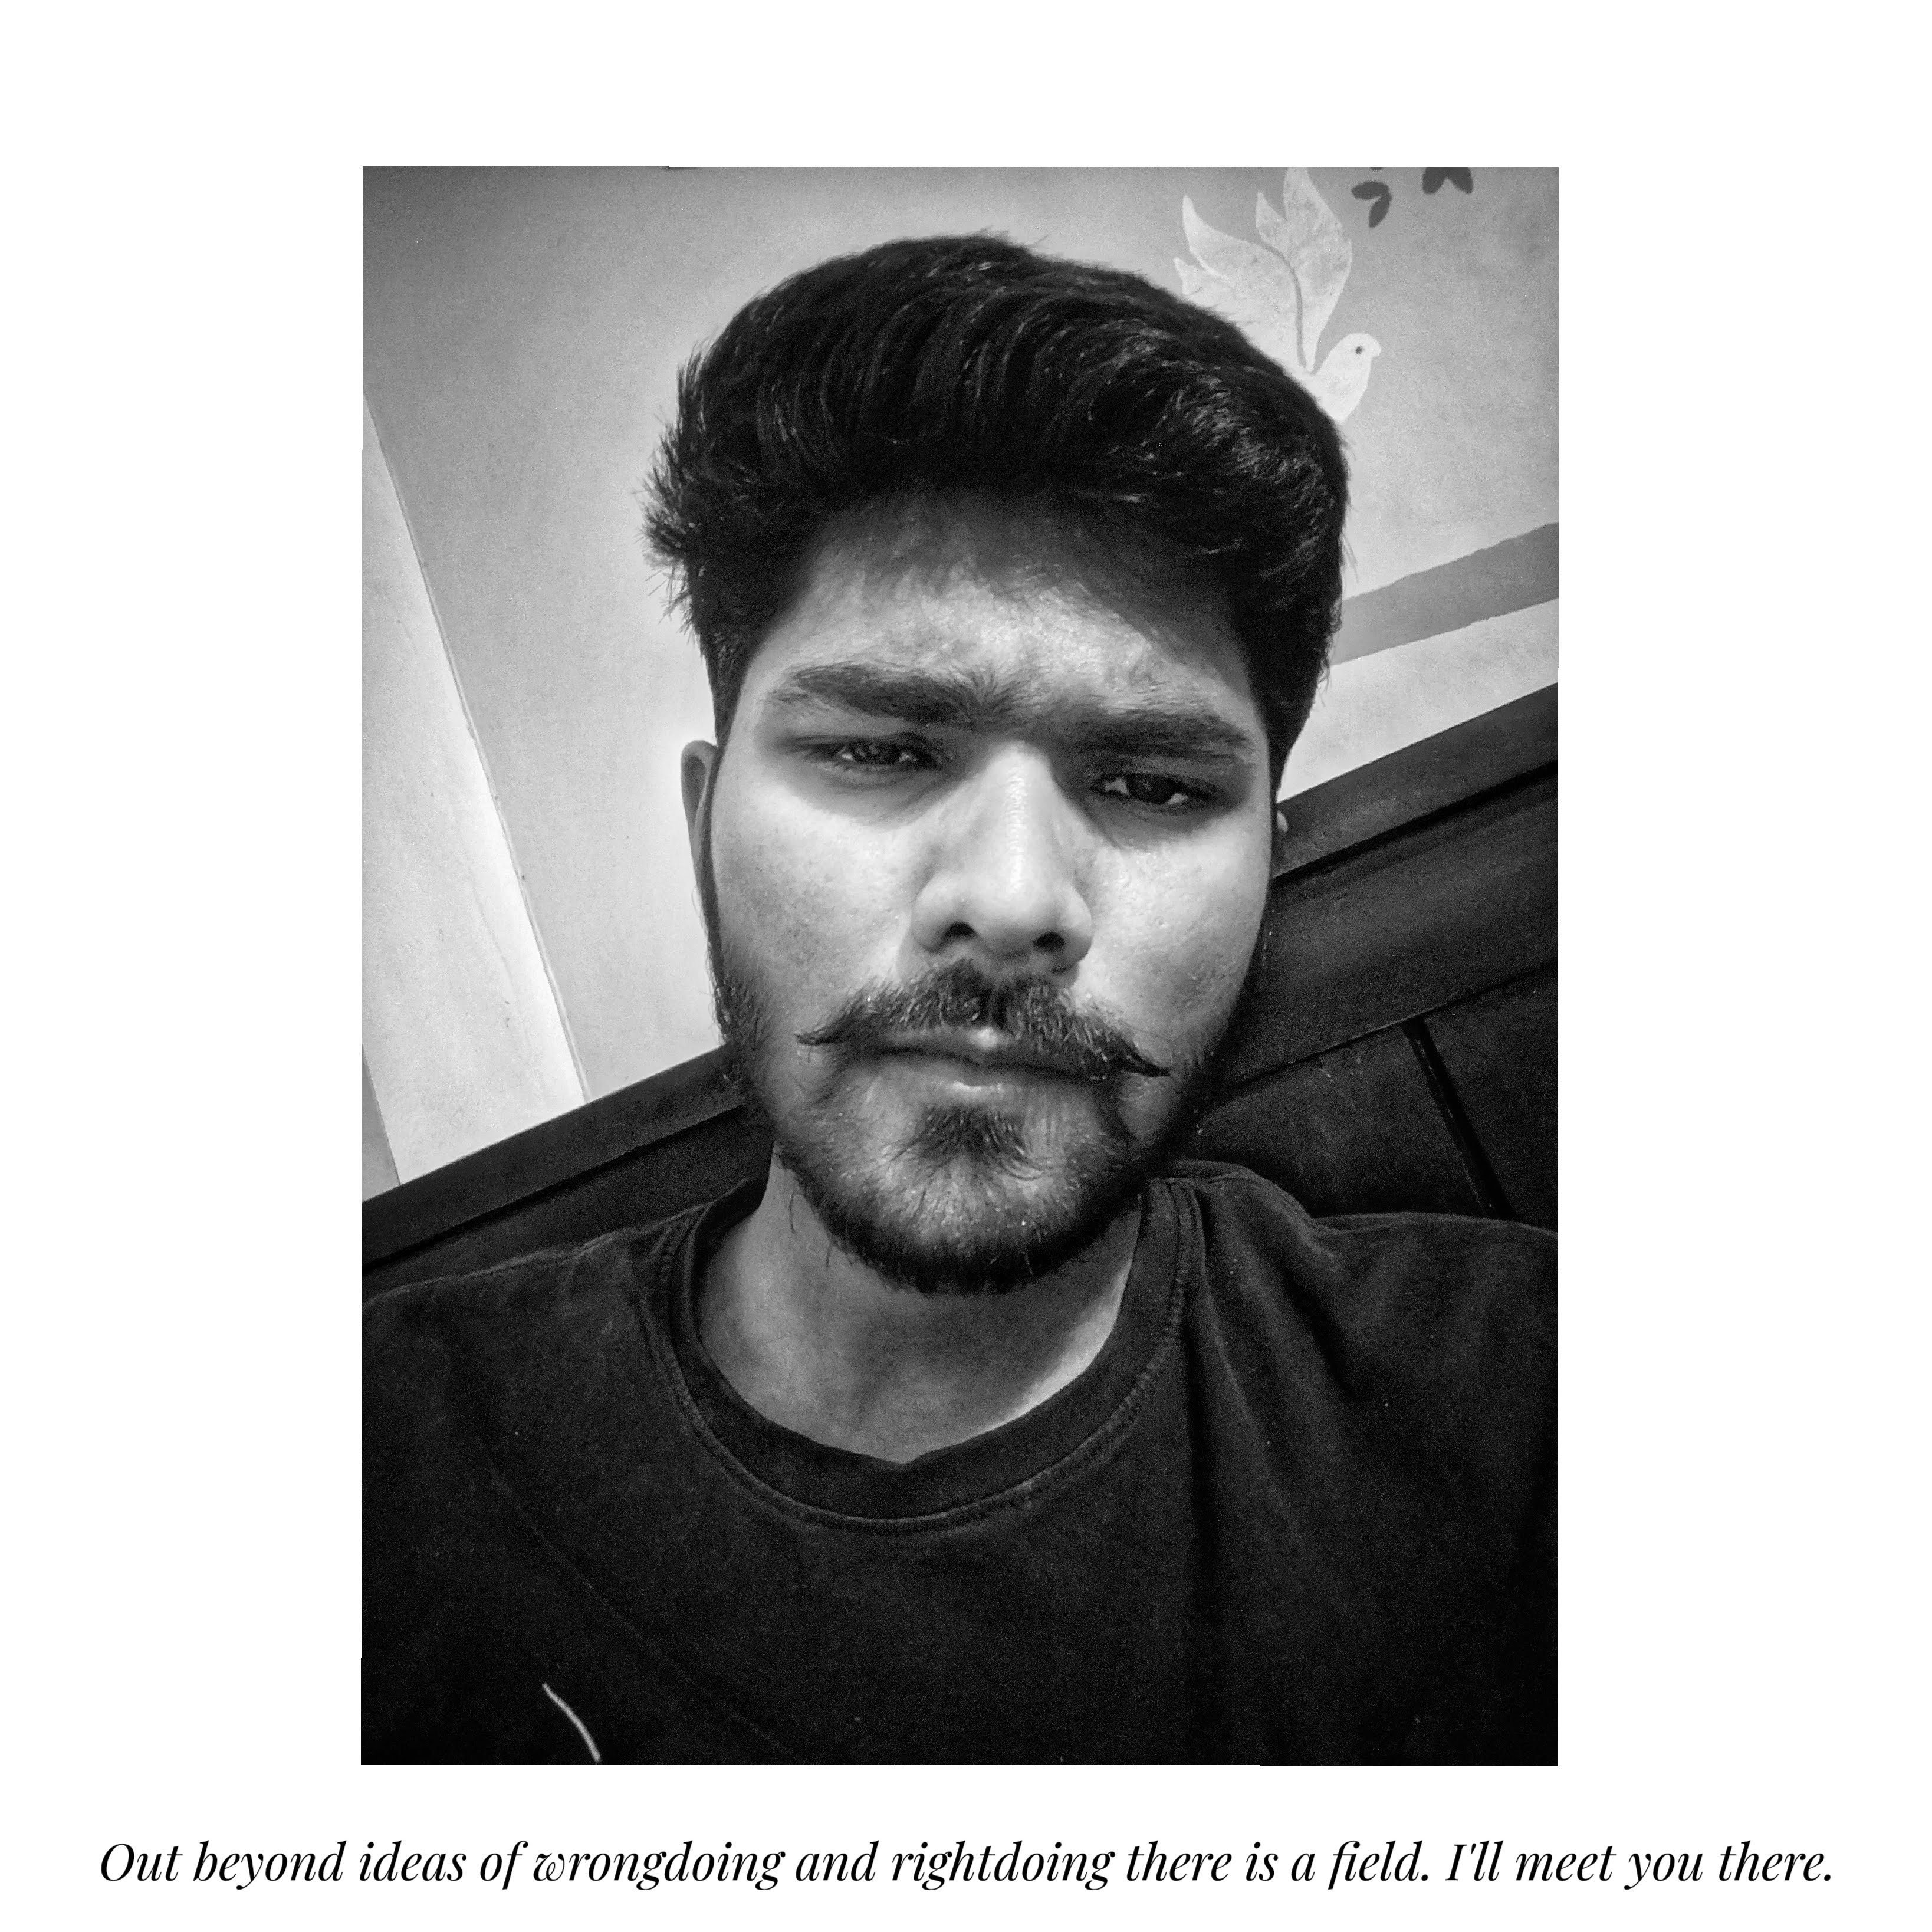 Out beyond ideas of wrongdoing and rightdoing there is a field. I'll meet you there.